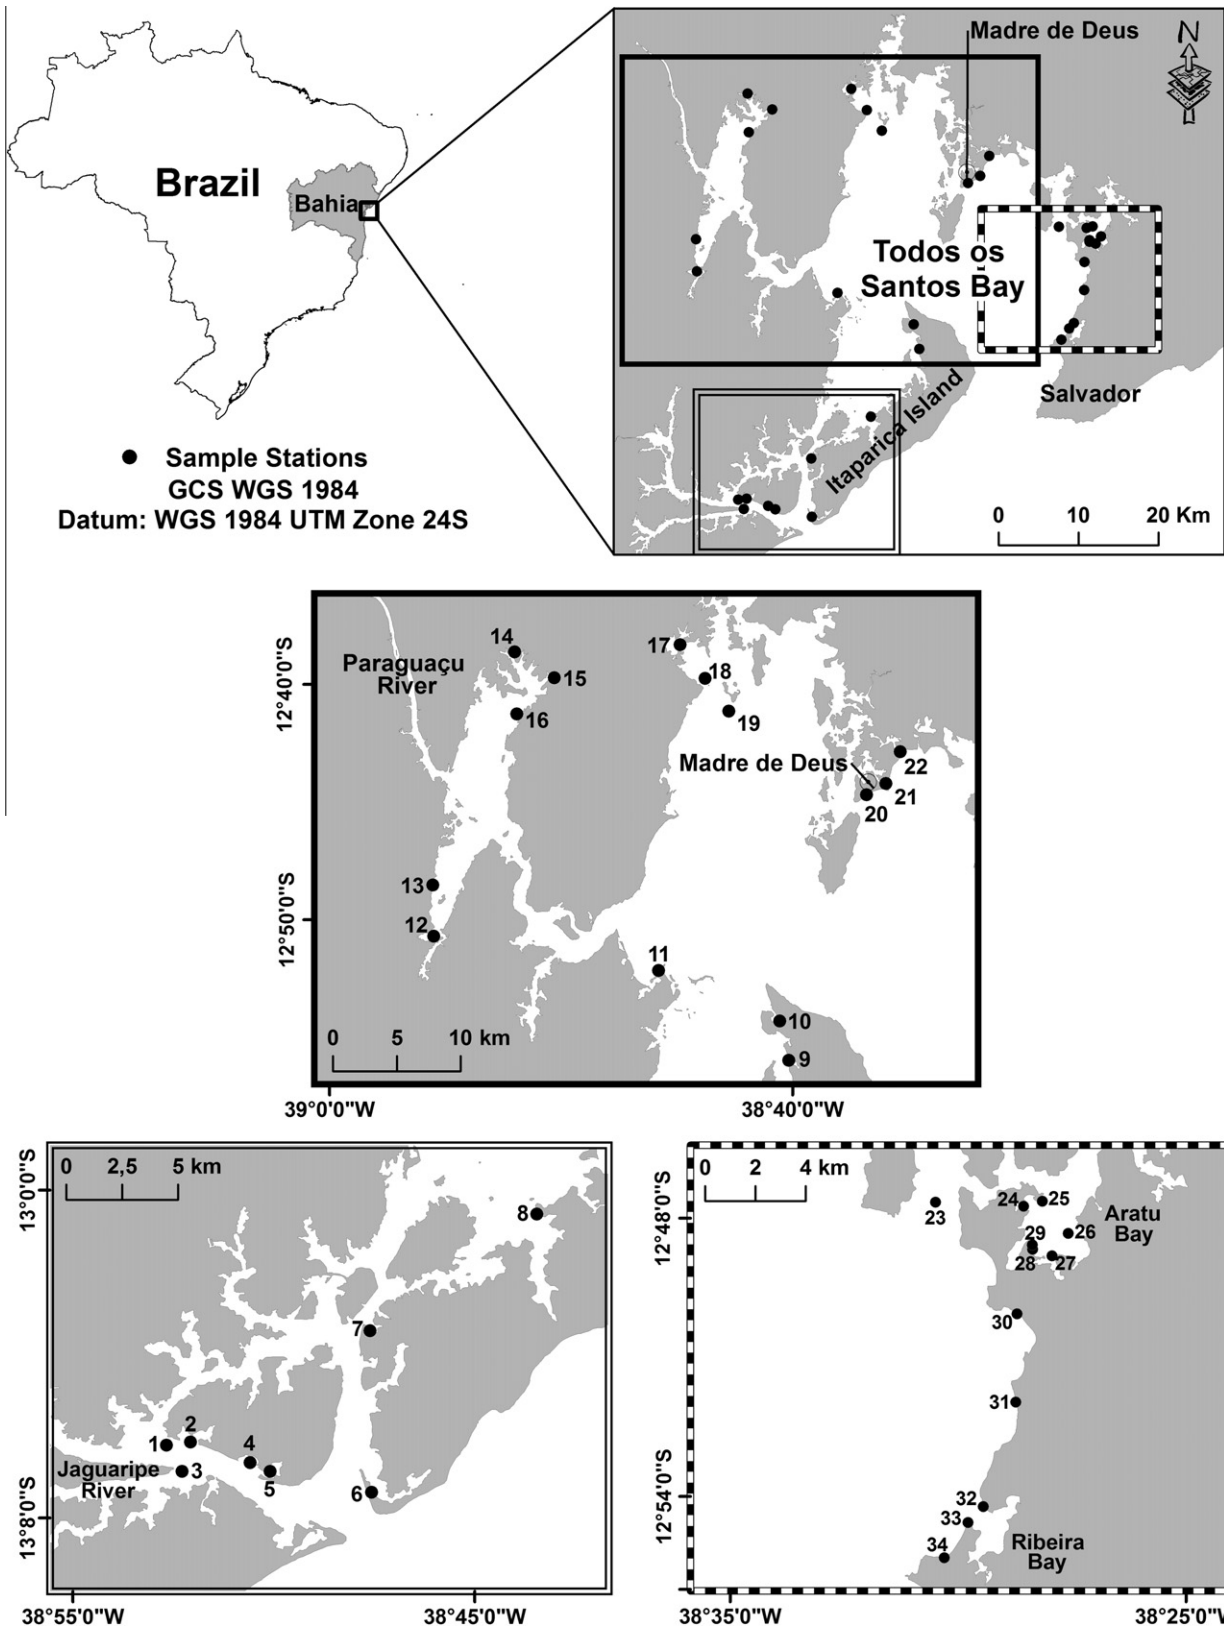 Madre de Deus
N
Brazil
Bahia
Todos os
Santos Bay
Salvador
Itaparica Island
Sample Stations
GCS WGS 1984
Datum: WGS 1984 UTM Zone 24S
0 10 20 Km
14
17
Paraguaçu
River
15
18
16
19
12°40'0"S
Madre de Deus
22
21
20
13
12
11
12°50'0"S
10
9
0 5 10 km
39°0'0"W
38°40'0"W
0 2,5 5 km
13°0'0"S
8
7
2
1
4
3
5
Jaguaripe
River
6
13°8'0"S
38°55'0"W
38°45'0"W
0 2 4 km
24
25
23
Aratu
Bay
12°48'0"S
29
26
28
27
30
31
32
33
12°54'0"S
34
Ribeira
Bay
38°35'0"W
38°25'0"W